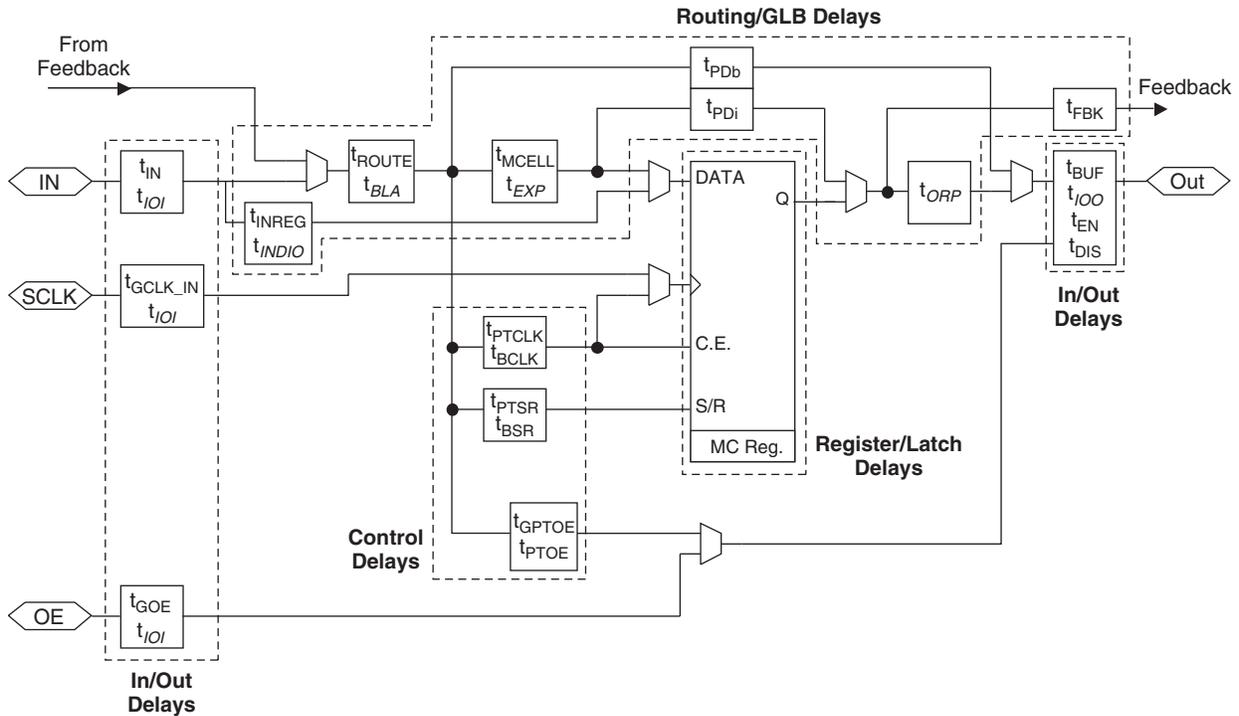 Routing/GLB Delays
From
Feedback
tPDb
tPDi
tFBK
Feedback
IN
tIN
tIOI
tROUTE
tBLA
tMCELL
tEXP
tINREG
tINDIO
DATA
Q
tORP
tBUF
tIOO
tEN
tDIS
Out
In/Out
Delays
SCLK
tGCLK_IN
tIOI
tPTCLK
tBCLK
C.E.
tPTSR
tBSR
S/R
MC Reg.
Register/Latch
Delays
Control
Delays
tGPTOE
tPTOE
OE
tGOE
tIOI
In/Out
Delays